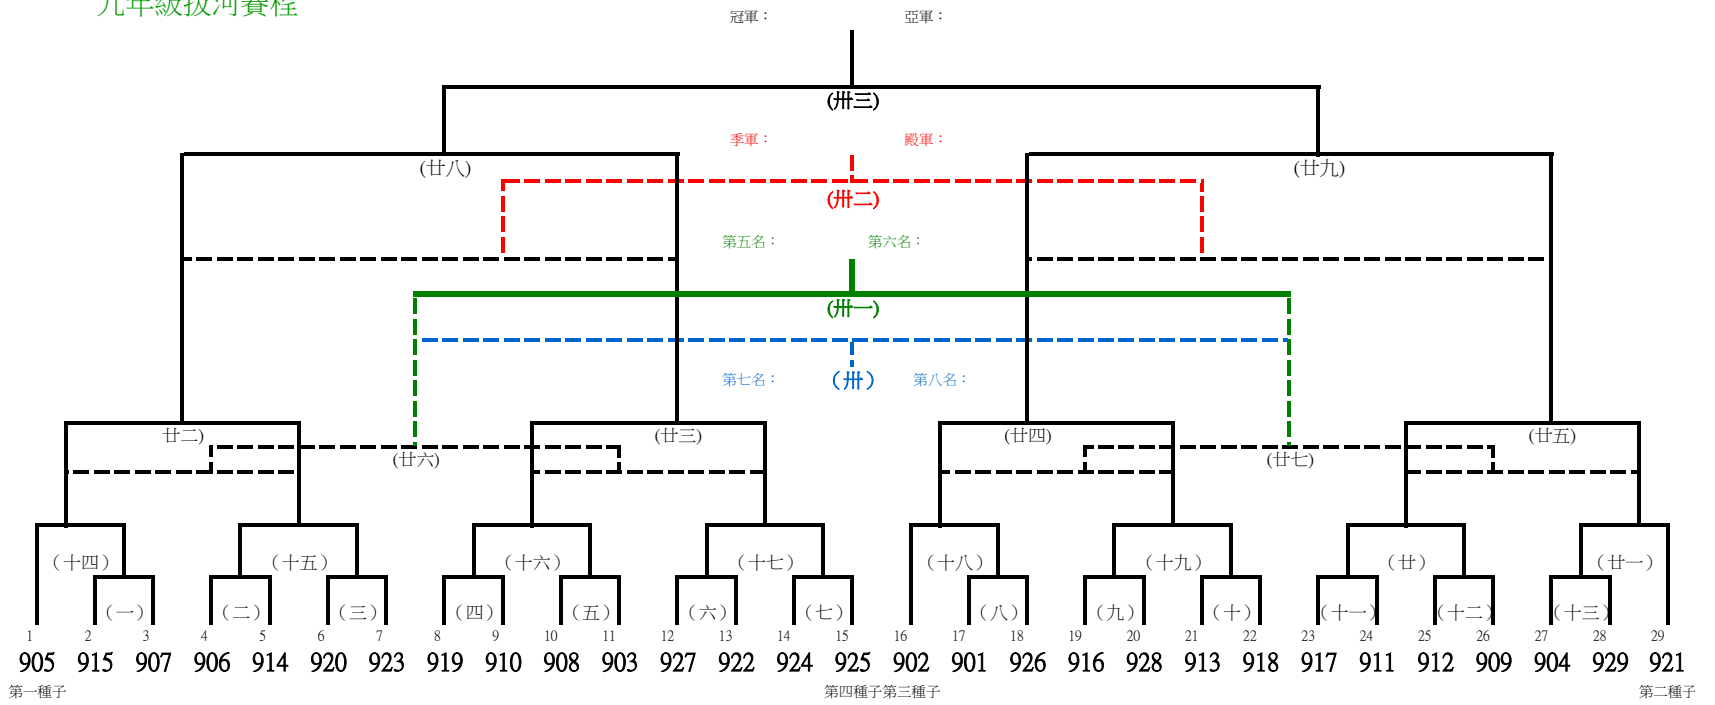 九年級拔河賽程
冠軍： 亞軍：
(卅三)
季軍： 殿軍：
(廿八) (廿九)
(卅二)
第五名： 第六名：
(卅一)
第七名： （卅） 第八名：
廿二) (廿三) (廿四) (廿五)
(廿六) (廿七)
（十四） （十五） （十六） （十七） （十八） （十九） （廿） （廿一）
（一） （二） （三） （四） （五） （六） （七） （八） （九） （十） （十一） （十二） （十三）
1 2 3 4 5 6 7 8 9 10 11 12 13 14 15 16 17 18 19 20 21 22 23 24 25 26 27 28 29
905 915 907 906 914 920 923 919 910 908 903 927 922 924 925 902 901 926 916 928 913 918 917 911 912 909 904 929 921
第一種子 第四種子 第三種子 第二種子